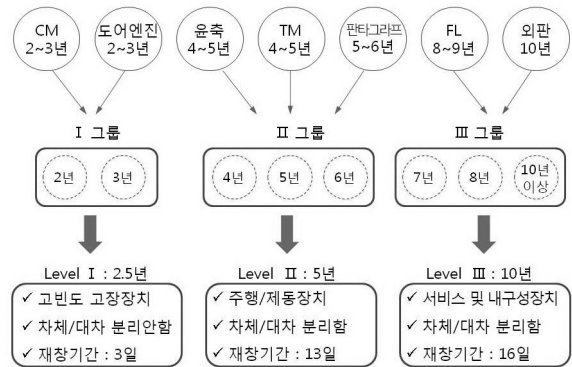 CM
2~3년
도어엔진
2~3년
윤축
4~5년
TM
4~5년
판타그라프
5~6년
FL
8~9년
외판
10년
Ⅰ 그룹
Ⅱ 그룹
Ⅲ 그룹
2년
3년
4년
5년
6년
7년
8년
10년
이상
Level Ⅰ : 2.5년
✓ 고빈도 고장장치
✓ 차체/대차 분리안함
✓ 재창기간 : 3일
Level Ⅱ : 5년
✓ 주행/제동장치
✓ 차체/대차 분리함
✓ 재창기간 : 13일
Level Ⅲ : 10년
✓ 서비스 및 내구성장치
✓ 차체/대차 분리함
✓ 재창기간 : 16일